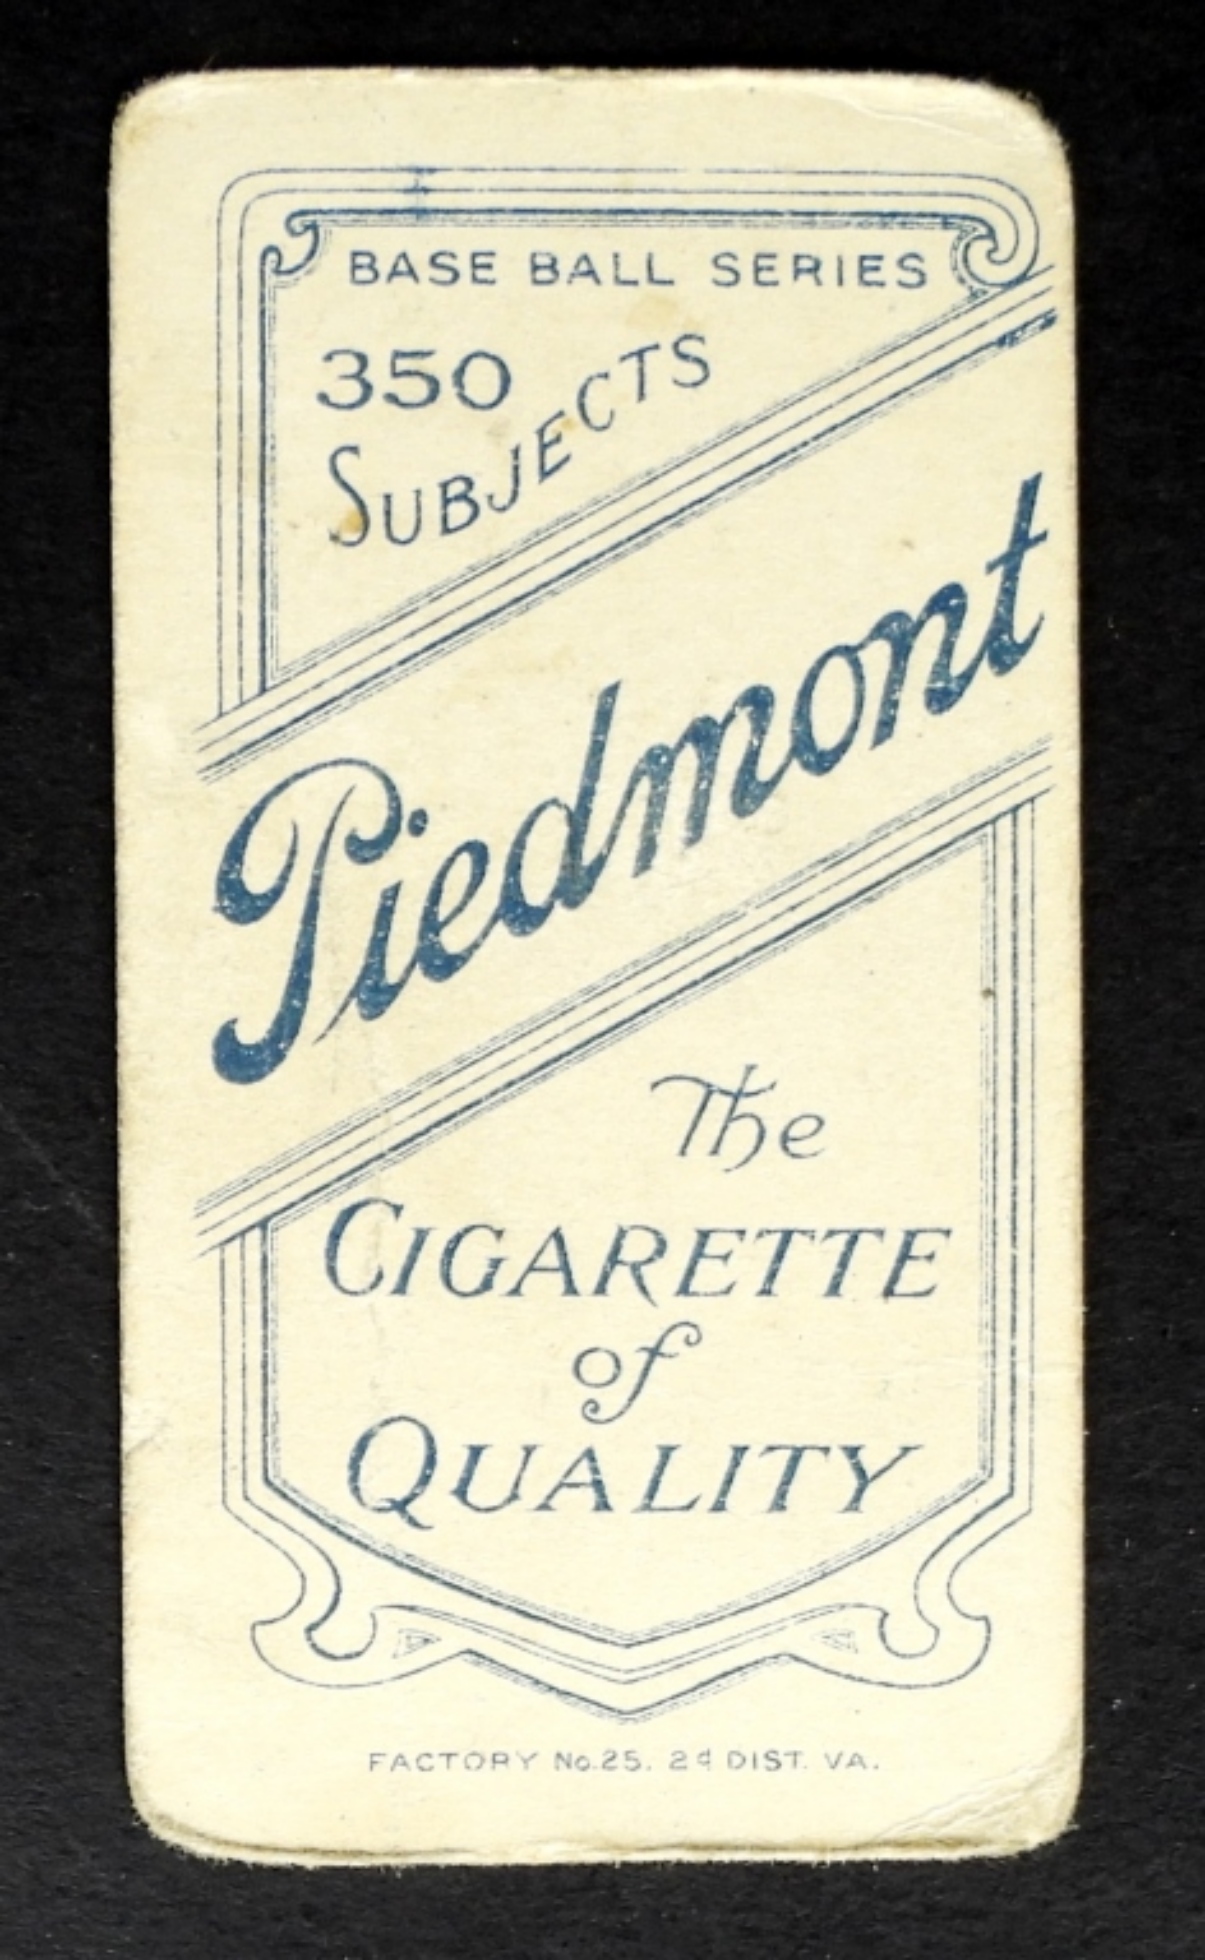 BASE BALL SERIES
350
SUBJECTS
Piedmont
The
CIGARETTE
of
QUALITY
FACTORY No.25. 2d DIST. VA.